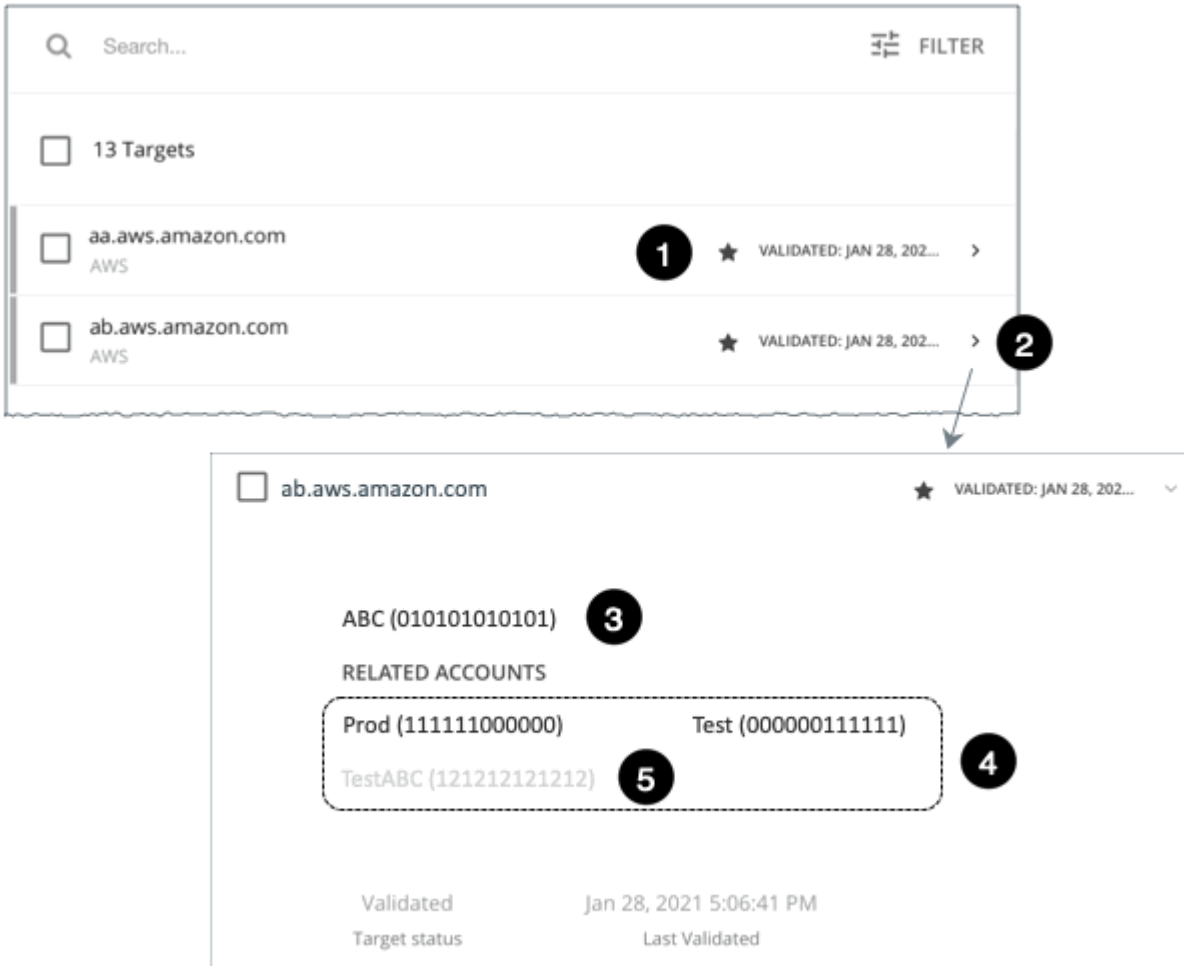 Search... FILTER
13 Targets
aa.aws.amazon.com
AWS
1 VALIDATED: JAN 28, 202...
ab.aws.amazon.com
AWS
VALIDATED: JAN 28, 202... 2
ab.aws.amazon.com VALIDATED: JAN 28, 202...
ABC (010101010101) 3
RELATED ACCOUNTS
Prod (111111000000) Test (000000111111)
4
TestABC (121212121212) 5
Validated Jan 28, 2021 5:06:41 PM
Target status Last Validated